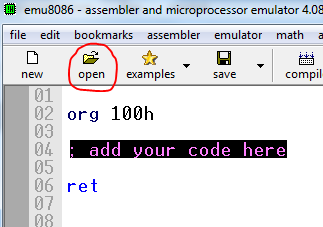 emu8086 - assembler and microprocessor emulator 4.08
file edit bookmarks assembler emulator math
new open examples save compil
01
02 org 100h
03
04 ; add your code here
05
06 ret
07
08